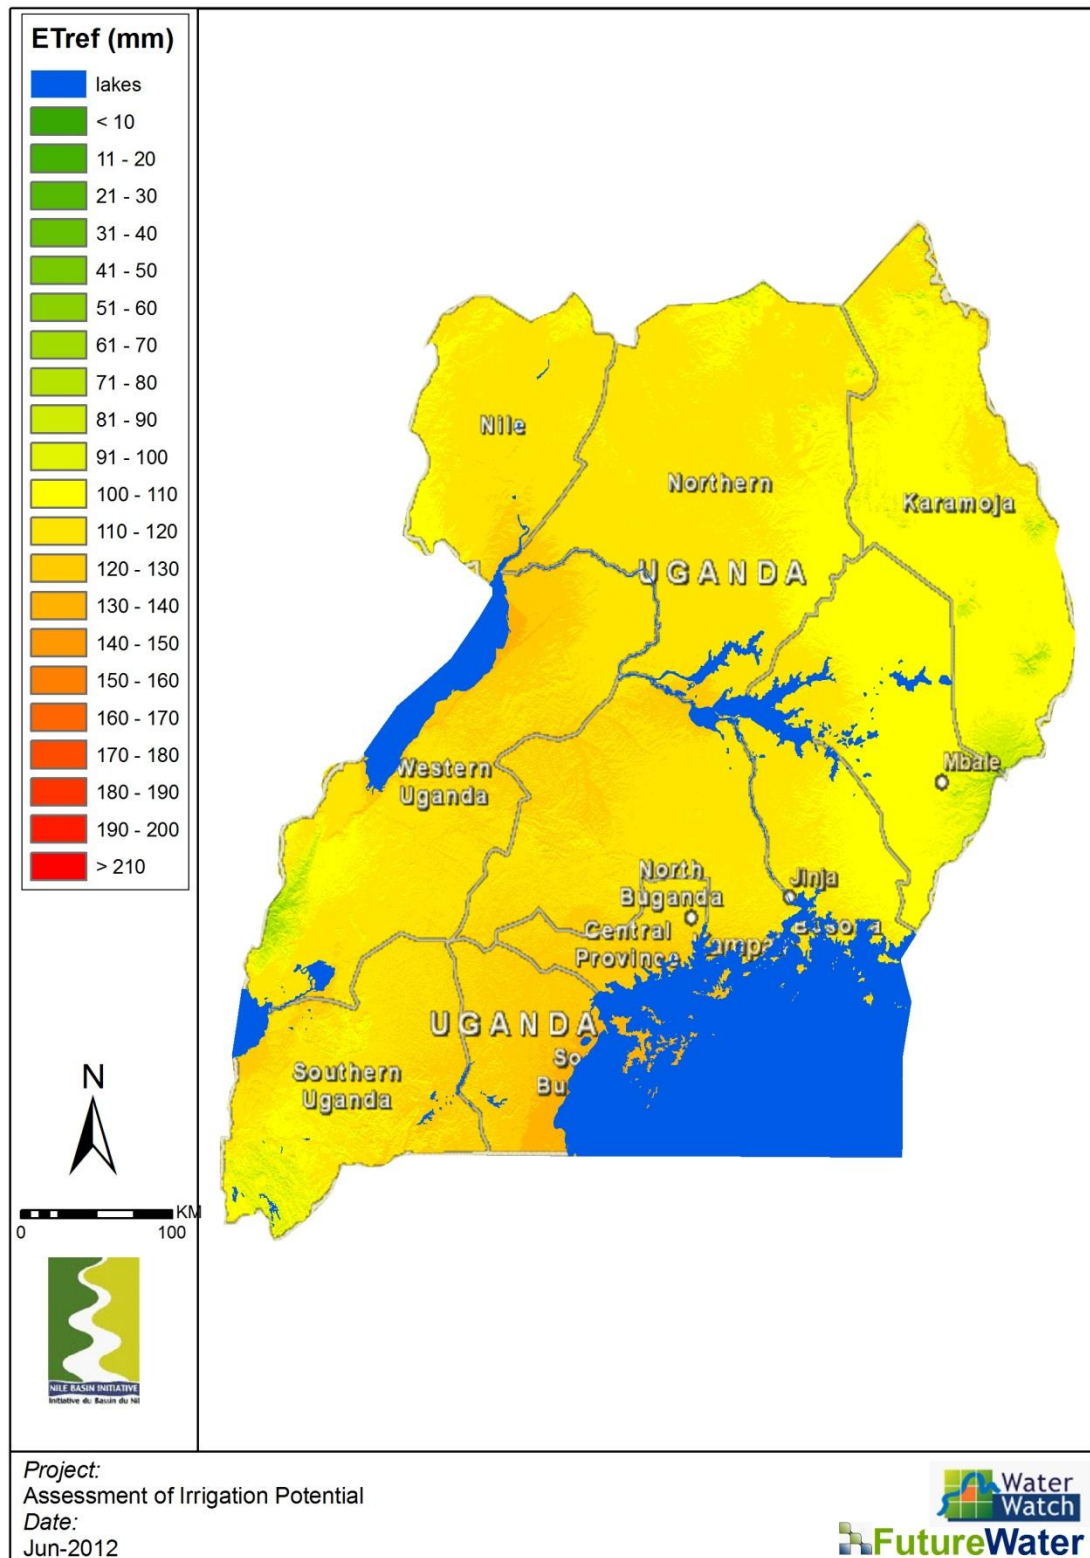 ETref (mm)
lakes
< 10
11 - 20
21 - 30
31 - 40
41 - 50
51 - 60
61 - 70
71 - 80
81 - 90
91 - 100
100 - 110
110 - 120
120 - 130
130 - 140
140 - 150
150 - 160
160 - 170
170 - 180
180 - 190
190 - 200
> 210
Nile
Northern
Karamoja
UGANDA
Western
Uganda
Mbale
North
Buganda
Jinja
Central
Province
UGANDA
So
Bu
Southern
Uganda
N
KM
0 100
NILE BASIN INITIATIVE
Initiative du Bassin du Nil
Project:
Assessment of Irrigation Potential
Date:
Jun-2012
Water
Watch
FutureWater